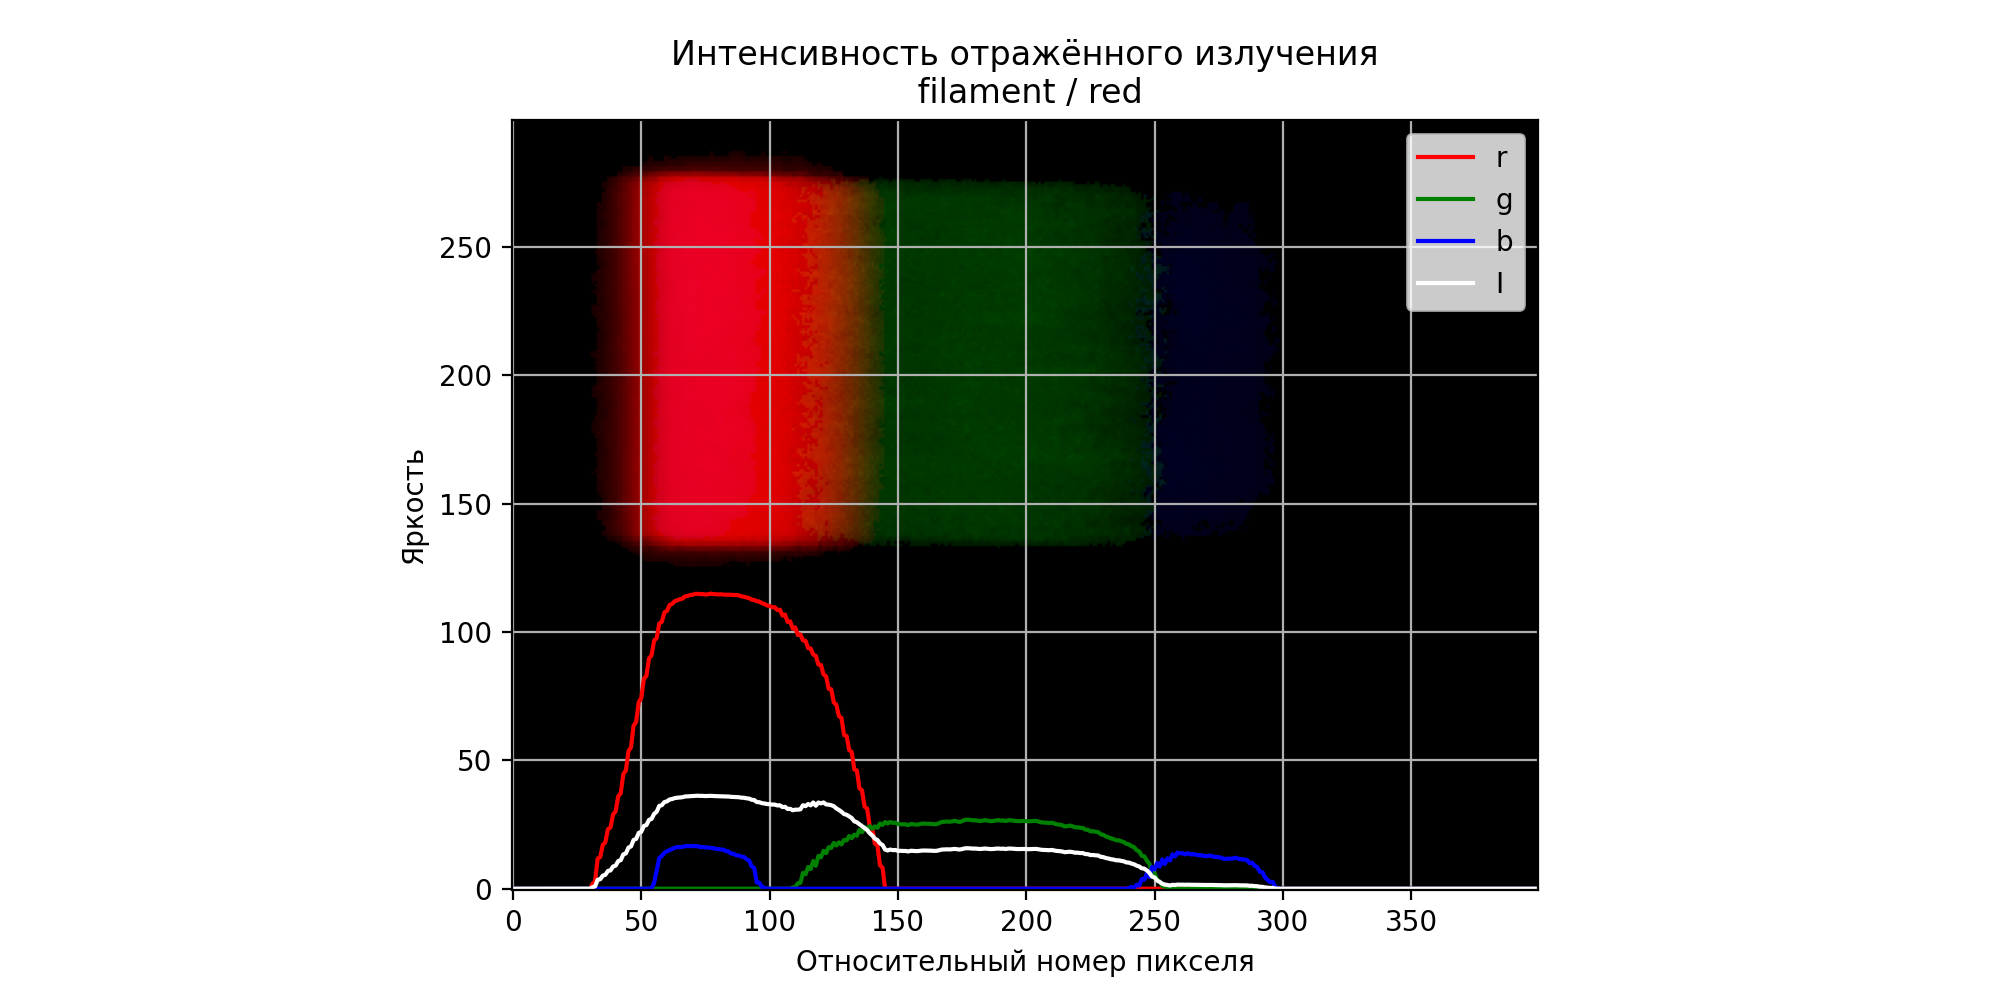 Интенсивность отражённого излучения
filament / red
r
g
b
l
250
200
150
100
50
0
Яркость
0 50 100 150 200 250 300 350
Относительный номер пикселя